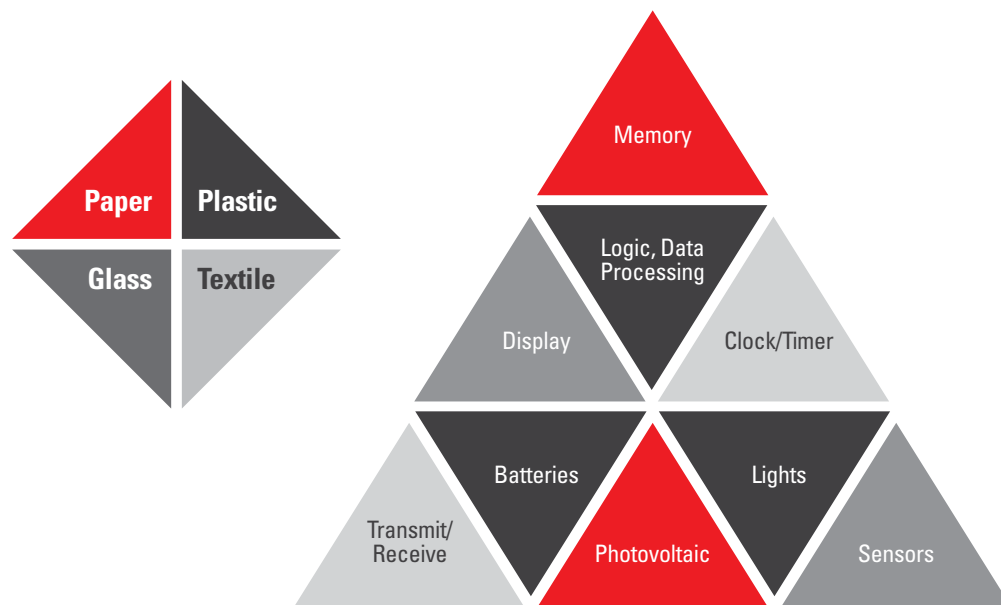 Paper
Plastic
Glass
Textile
Memory
Logic, Data
Processing
Display
Clock/Timer
Batteries
Lights
Transmit/
Receive
Photovoltaic
Sensors